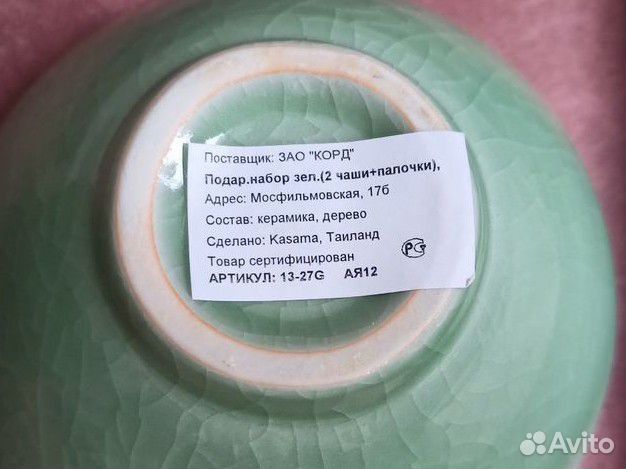 Поставщик: ЗАО "КОРД"
Подар.набор зел.(2 чаши+палочки),
Адрес: Мосфильмовская, 17б
Состав: керамика, дерево
Сделано: Kasama, Таиланд
Товар сертифицирован
РСТ
АРТИКУЛ: 13-27G АЯ12
Avito